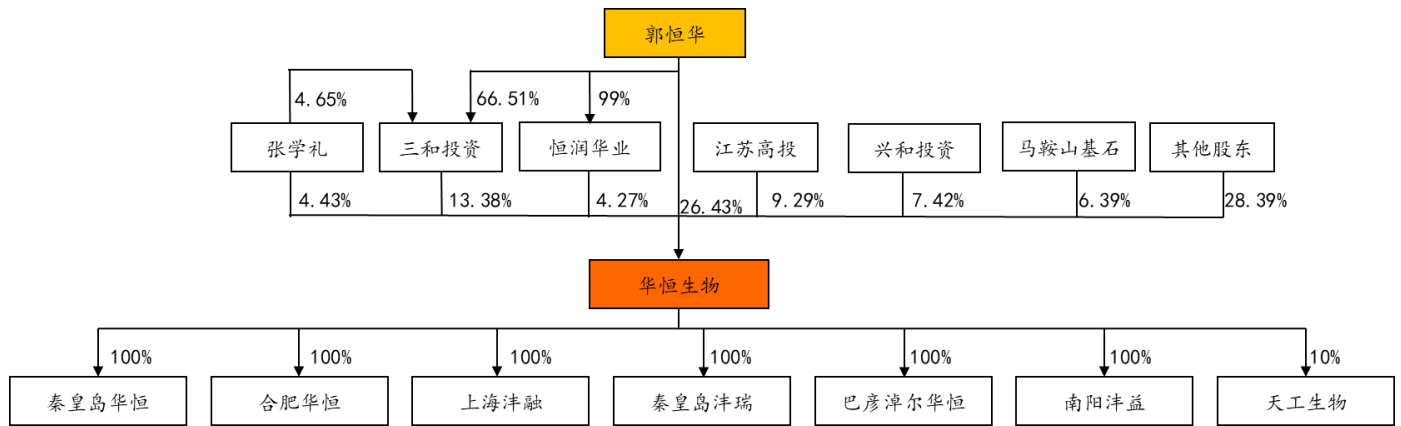 郭恒华
4.65% 66.51% 99%
张学礼 三和投资 恒润华业 江苏高投 兴和投资 马鞍山基石 其他股东
4.43% 13.38% 4.27% 26.43% 9.29% 7.42% 6.39% 28.39%
华恒生物
100% 100% 100% 100% 100% 100% 10%
秦皇岛华恒 合肥华恒 上海沣融 秦皇岛沣瑞 巴彦淖尔华恒 南阳沣益 天工生物